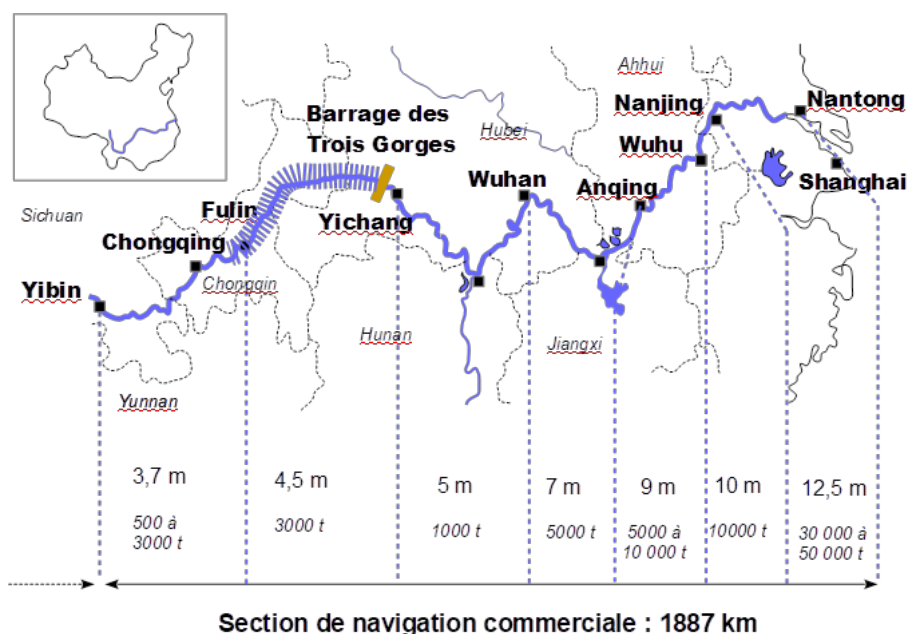 Ahhui
Nanjing
Nantong
Barrage des
Trois Gorges
Hubei
Wuhu
Wuhan
Anqing
Shanghai
Sichuan
Fulin
Yichang
Chongqing
Chongqin
Yibin
Hunan
Jiangxi
Yunnan
3,7 m
4,5 m
5 m
7 m
9 m
10 m
12,5 m
500 à
3000 t
3000 t
1000 t
5000 t
5000 à
10 000 t
10000 t
30 000 à
50 000 t
Section de navigation commerciale : 1887 km